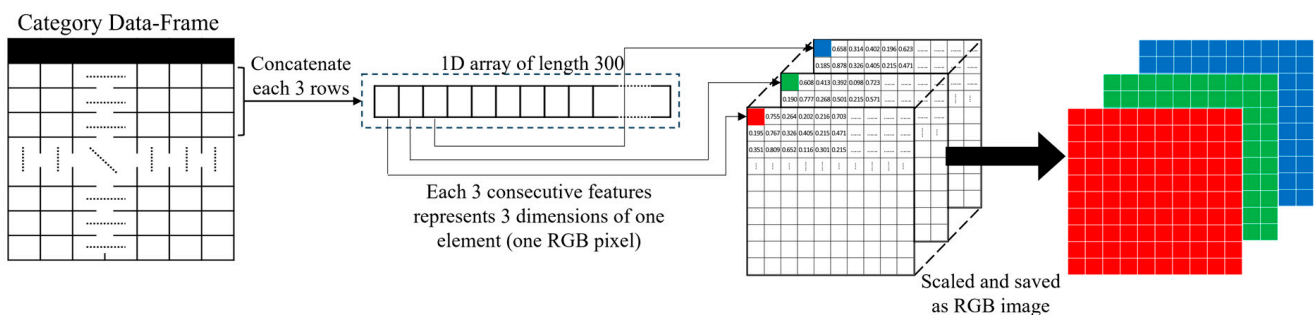 Category Data-Frame
Concatenate
each 3 rows
1D array of length 300
Each 3 consecutive features
represents 3 dimensions of one
element (one RGB pixel)
0.658 0.314 0.402 0.196 0.623
0.185 0.878 0.326 0.405 0.215 0.471
0.608 0.413 0.392 0.098 0.723
0.190 0.777 0.268 0.501 0.215 0.571
0.755 0.264 0.202 0.216 0.703
0.195 0.767 0.326 0.405 0.215 0.471
0.351 0.809 0.652 0.116 0.301 0.215
Scaled and saved
as RGB image